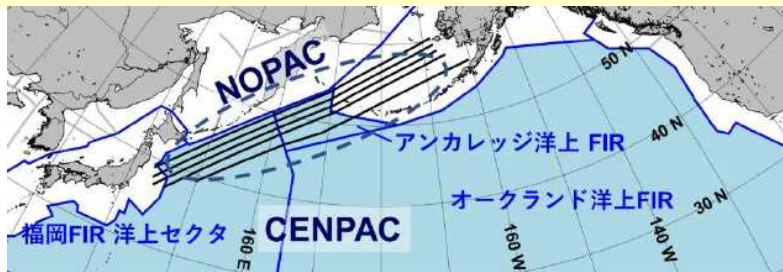 NOPAC
50 N
アンカレッジ洋上 FIR
40 N
オークランド洋上FIR
30 N
福岡FIR 洋上セクタ
CENPAC
160 E
160 W
140 W